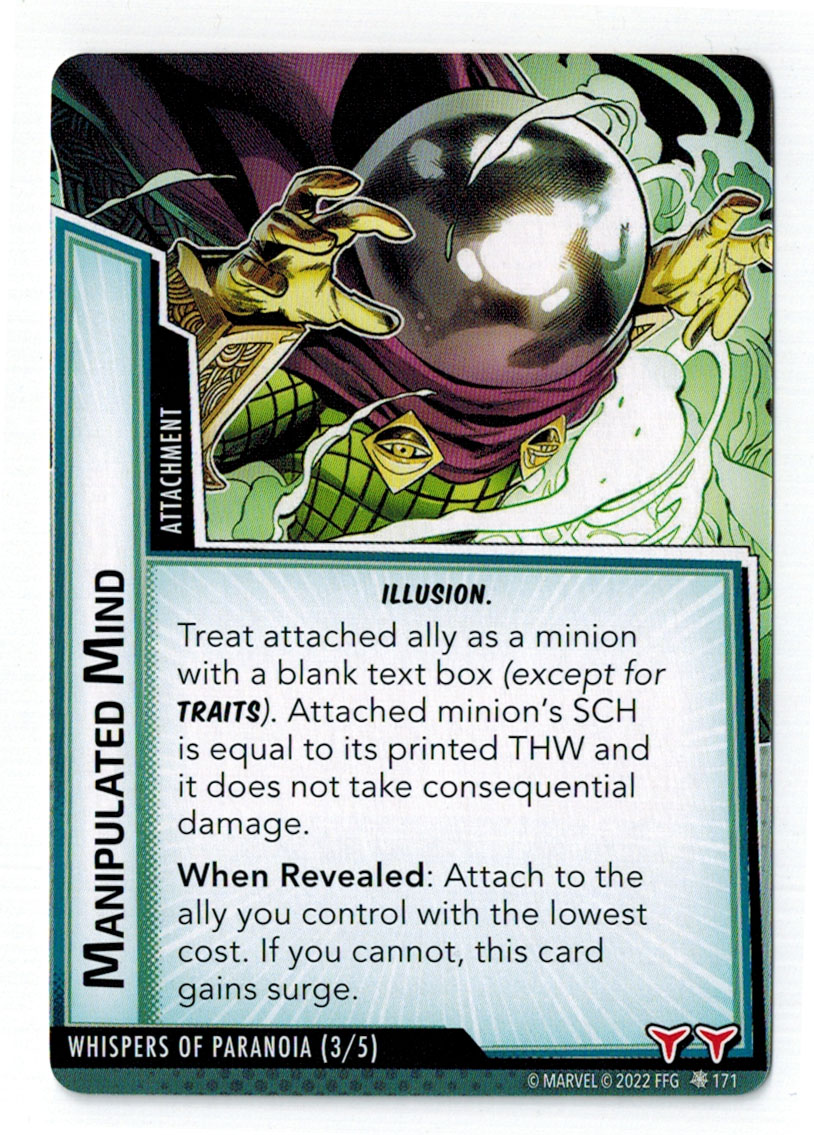 ATTACHMENT
MANIPULATED MIND
ILLUSION.
Treat attached ally as a minion
with a blank text box (except for
TRAITS). Attached minion's SCH
is equal to its printed THW and
it does not take consequential
damage.
When Revealed: Attach to the
ally you control with the lowest
cost. If you cannot, this card
gains surge.
WHISPERS OF PARANOIA (3/5)
© MARVEL © 2022 FFG 171